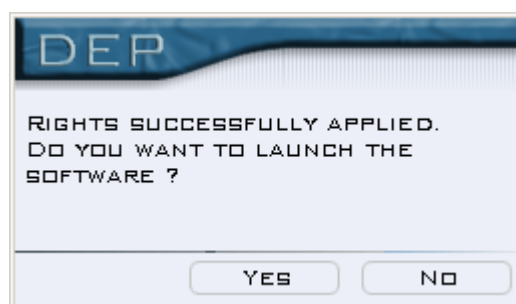 DEP
Rights successfully applied.
Do you want to launch the
software ?
Yes No